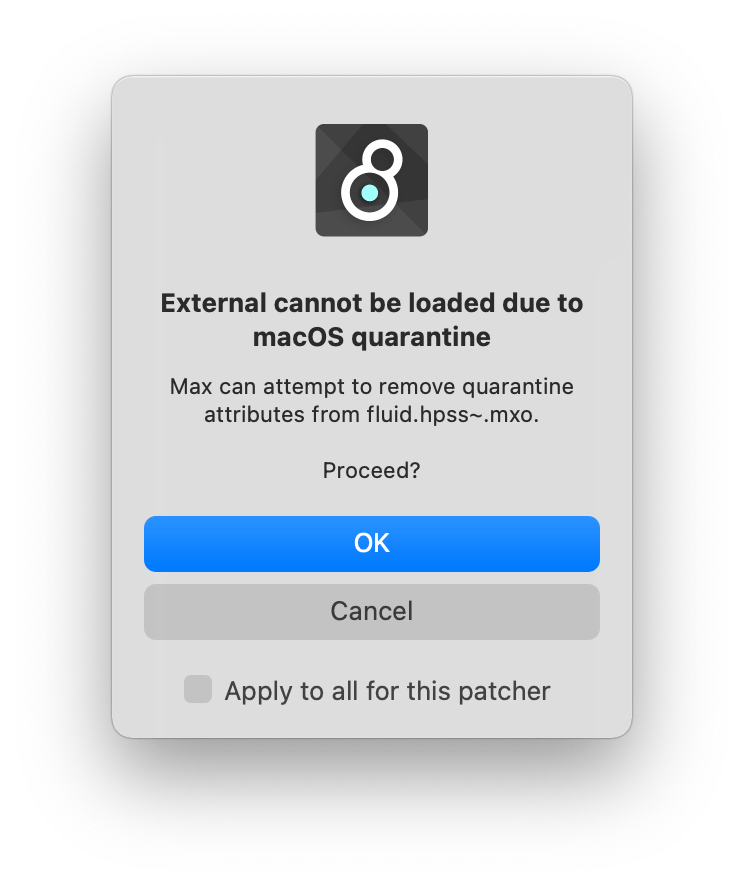 External cannot be loaded due to
macOS quarantine
Max can attempt to remove quarantine
attributes from fluid.hpss~.mxo.
Proceed?
OK
Cancel
Apply to all for this patcher